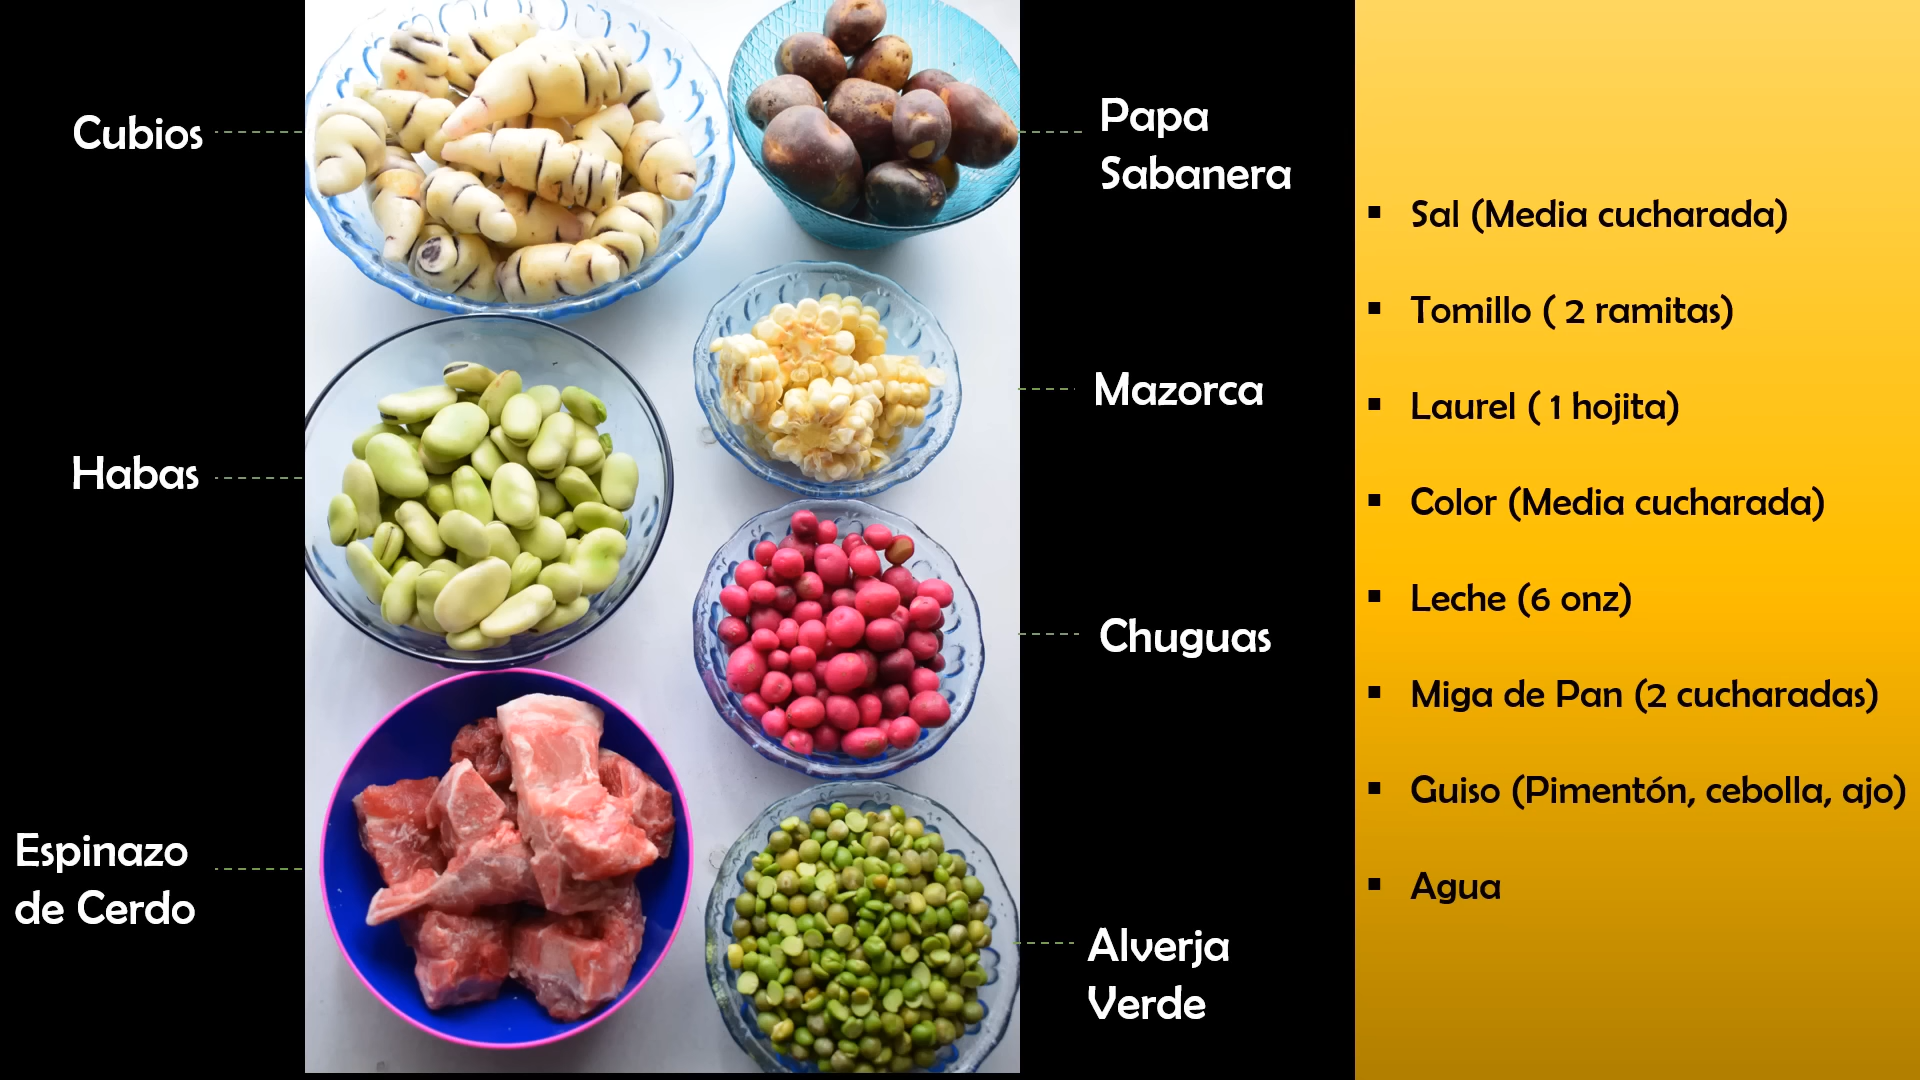 Cubios
Habas
Espinazo
de Cerdo
Papa
Sabanera
Mazorca
Chuguas
Alverja
Verde
▪ Sal (Media cucharada)
▪ Tomillo ( 2 ramitas)
▪ Laurel ( 1 hojita)
▪ Color (Media cucharada)
▪ Leche (6 onz)
▪ Miga de Pan (2 cucharadas)
▪ Guiso (Pimentón, cebolla, ajo)
▪ Agua